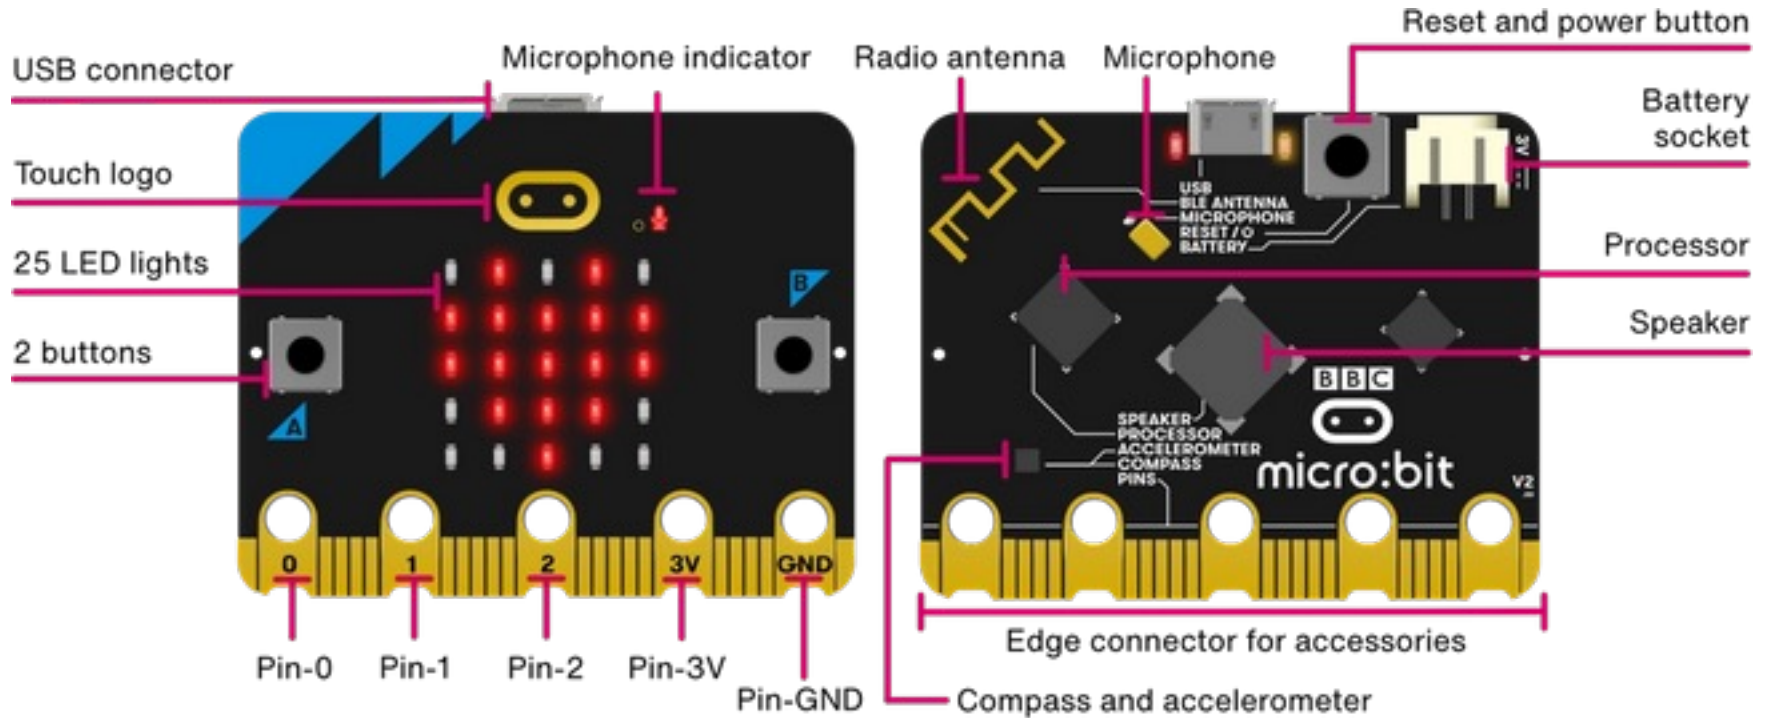 Reset and power button
USB connector
Microphone indicator
Radio antenna
Microphone
Battery
socket
Touch logo
25 LED lights
2 buttons
Processor
Speaker
A
B
0
1
2
3V
GND
Pin-0
Pin-1
Pin-2
Pin-3V
Pin-GND
3V
USB
BLE ANTENNA
MICROPHONE
RESET / O
BATTERY
SPEAKER
PROCESSOR
ACCELEROMETER
COMPASS
PINS
BBC
micro:bit
V2
Edge connector for accessories
Compass and accelerometer